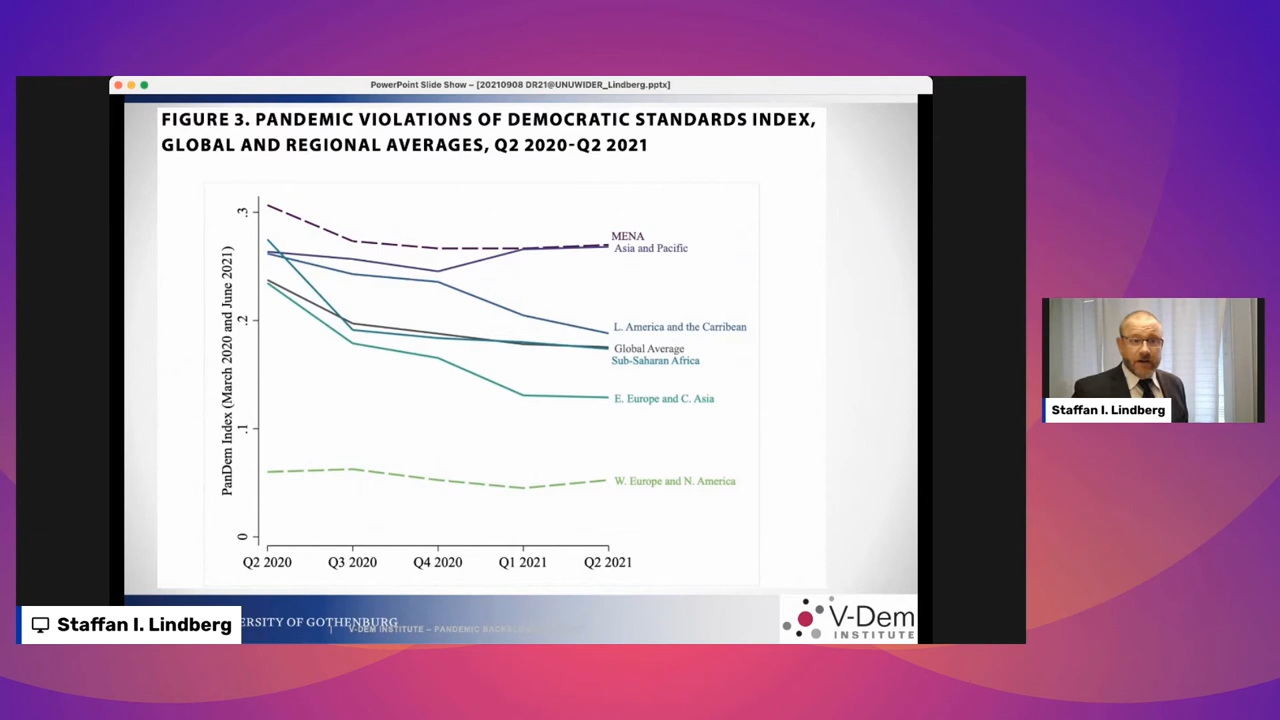 PowerPoint Slide Show – [20210908 DR21@UNUWIDER_Lindberg.pptx]
FIGURE 3. PANDEMIC VIOLATIONS OF DEMOCRATIC STANDARDS INDEX,
GLOBAL AND REGIONAL AVERAGES, Q2 2020-Q2 2021
PanDem Index (March 2020 and June 2021)
.3
.2
.1
0
MENA
Asia and Pacific
L. America and the Carribean
Global Average
Sub-Saharan Africa
E. Europe and C. Asia
W. Europe and N. America
Q2 2020 Q3 2020 Q4 2020 Q1 2021 Q2 2021
Staffan I. Lindberg
Staffan I. Lindberg
ERSITY OF GOTHENBURG
V-DEM INSTITUTE – PANDEMIC
V-Dem
INSTITUTE